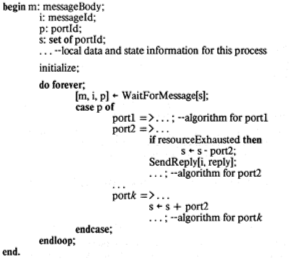 begin m: messageBody;
i: messageId;
p: portId;
s: set of portId;
... --local data and state information for this process
initialize;
do forever;
[m, i, p] ← WaitForMessage[s];
case p of
port1 =>...; --algorithm for port1
port2 =>...
if resourceExhausted then
s ← s - port2;
SendReply[i, reply];
...; --algorithm for port2
...
portk =>...
s ← s + port2
...; --algorithm for portk
endcase;
endloop;
end.